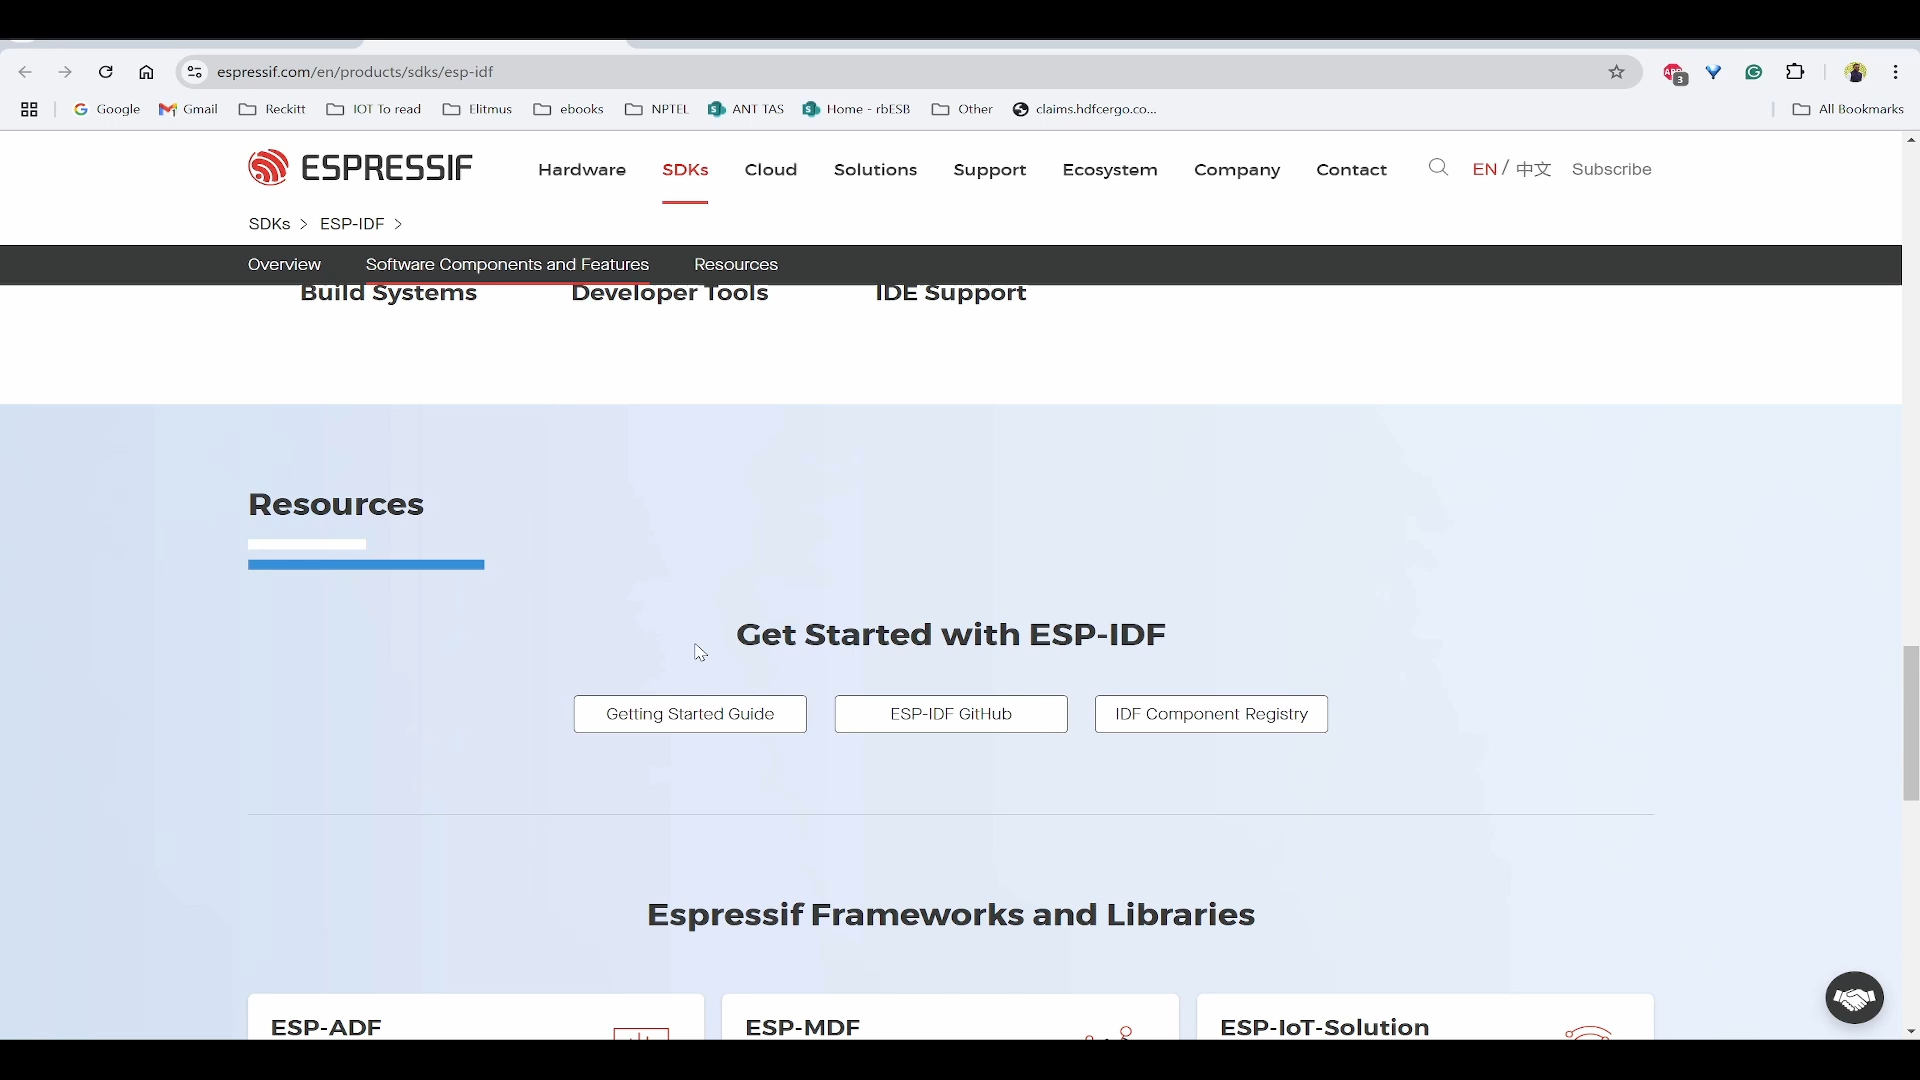 espressif.com/en/products/sdks/esp-idf
3
Google Gmail Reckitt IOT To read Elitmus ebooks NPTEL ANT TAS Home - rbESB Other claims.hdfcergo.co... All Bookmarks
ESPRESSIF Hardware SDKs Cloud Solutions Support Ecosystem Company Contact EN / 中文 Subscribe
SDKs > ESP-IDF >
Overview Software Components and Features Resources
Build Systems Developer Tools IDE Support
Resources
Get Started with ESP-IDF
Getting Started Guide ESP-IDF GitHub IDF Component Registry
Espressif Frameworks and Libraries
ESP-ADF ESP-MDF ESP-IoT-Solution